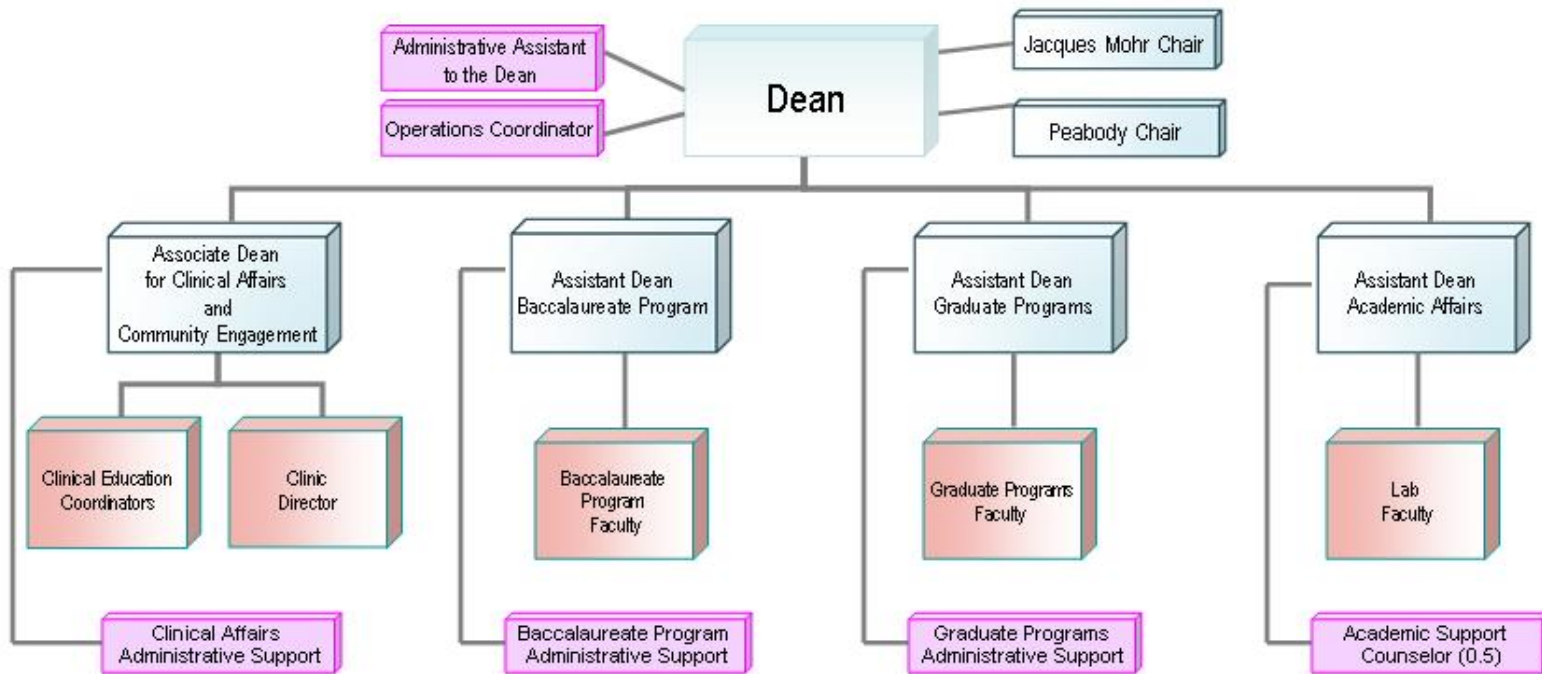 Administrative Assistant
to the Dean
Operations Coordinator
Dean
Jacques Mohr Chair
Peabody Chair
Associate Dean
for Clinical Affairs
and
Community Engagement
Assistant Dean
Baccalaureate Program
Assistant Dean
Graduate Programs
Assistant Dean
Academic Affairs
Clinical Education
Coordinators
Clinic
Director
Baccalaureate
Program
Faculty
Graduate Programs
Faculty
Lab
Faculty
Clinical Affairs
Administrative Support
Baccalaureate Program
Administrative Support
Graduate Programs
Administrative Support
Academic Support
Counselor (0.5)